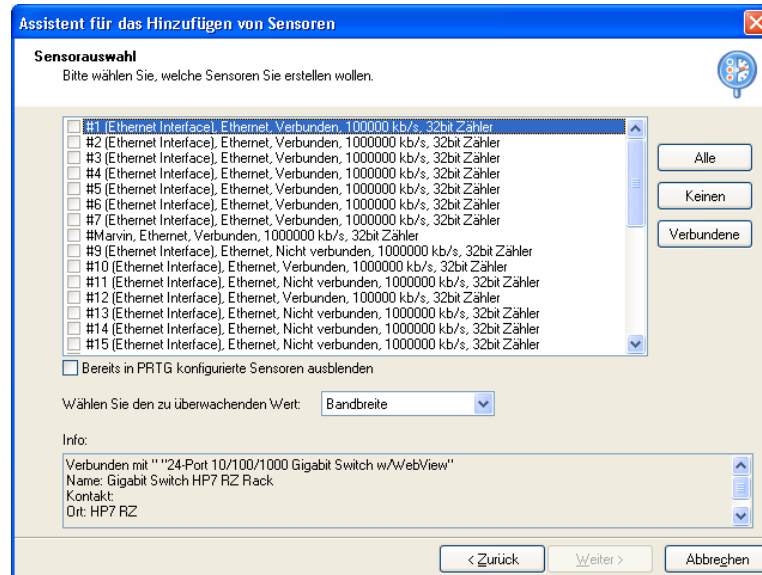 Assistent für das Hinzufügen von Sensoren
Sensorauswahl
Bitte wählen Sie, welche Sensoren Sie erstellen wollen.
#1 (Ethernet Interface), Ethernet, Verbunden, 100000 kb/s, 32bit Zähler
#2 (Ethernet Interface), Ethernet, Verbunden, 1000000 kb/s, 32bit Zähler
#3 (Ethernet Interface), Ethernet, Verbunden, 1000000 kb/s, 32bit Zähler
#4 (Ethernet Interface), Ethernet, Verbunden, 1000000 kb/s, 32bit Zähler
#5 (Ethernet Interface), Ethernet, Verbunden, 1000000 kb/s, 32bit Zähler
#6 (Ethernet Interface), Ethernet, Verbunden, 1000000 kb/s, 32bit Zähler
#7 (Ethernet Interface), Ethernet, Verbunden, 1000000 kb/s, 32bit Zähler
#Marvin, Ethernet, Verbunden, 1000000 kb/s, 32bit Zähler
#9 (Ethernet Interface), Ethernet, Nicht verbunden, 1000000 kb/s, 32bit Zähler
#10 (Ethernet Interface), Ethernet, Verbunden, 1000000 kb/s, 32bit Zähler
#11 (Ethernet Interface), Ethernet, Nicht verbunden, 1000000 kb/s, 32bit Zähler
#12 (Ethernet Interface), Ethernet, Verbunden, 1000000 kb/s, 32bit Zähler
#13 (Ethernet Interface), Ethernet, Nicht verbunden, 1000000 kb/s, 32bit Zähler
#14 (Ethernet Interface), Ethernet, Nicht verbunden, 1000000 kb/s, 32bit Zähler
#15 (Ethernet Interface), Ethernet, Nicht verbunden, 1000000 kb/s, 32bit Zähler
Alle
Keinen
Verbundene
Bereits in PRTG konfigurierte Sensoren ausblenden
Wählen Sie den zu überwachenden Wert: Bandbreite
Info:
Verbunden mit " "24-Port 10/100/1000 Gigabit Switch w/WebView"
Name: Gigabit Switch HP7 RZ Rack
Kontakt:
Ort: HP7 RZ
< Zurück Weiter > Abbrechen